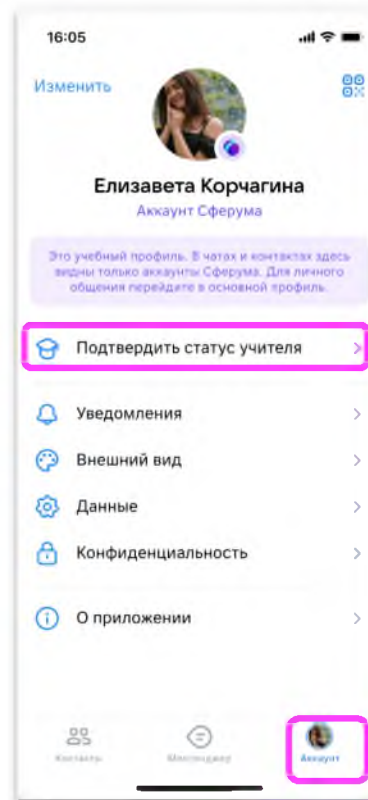 16:05
Изменить
Елизавета Корчагина
Аккаунт Сферума
Это учебный профиль. В чатах и контактах здесь
видны только аккаунты Сферума. Для личного
общения перейдите в основной профиль.
Подтвердить статус учителя
Уведомления
Внешний вид
Данные
Конфиденциальность
О приложении
Контакты
Мессенджер
Аккаунт